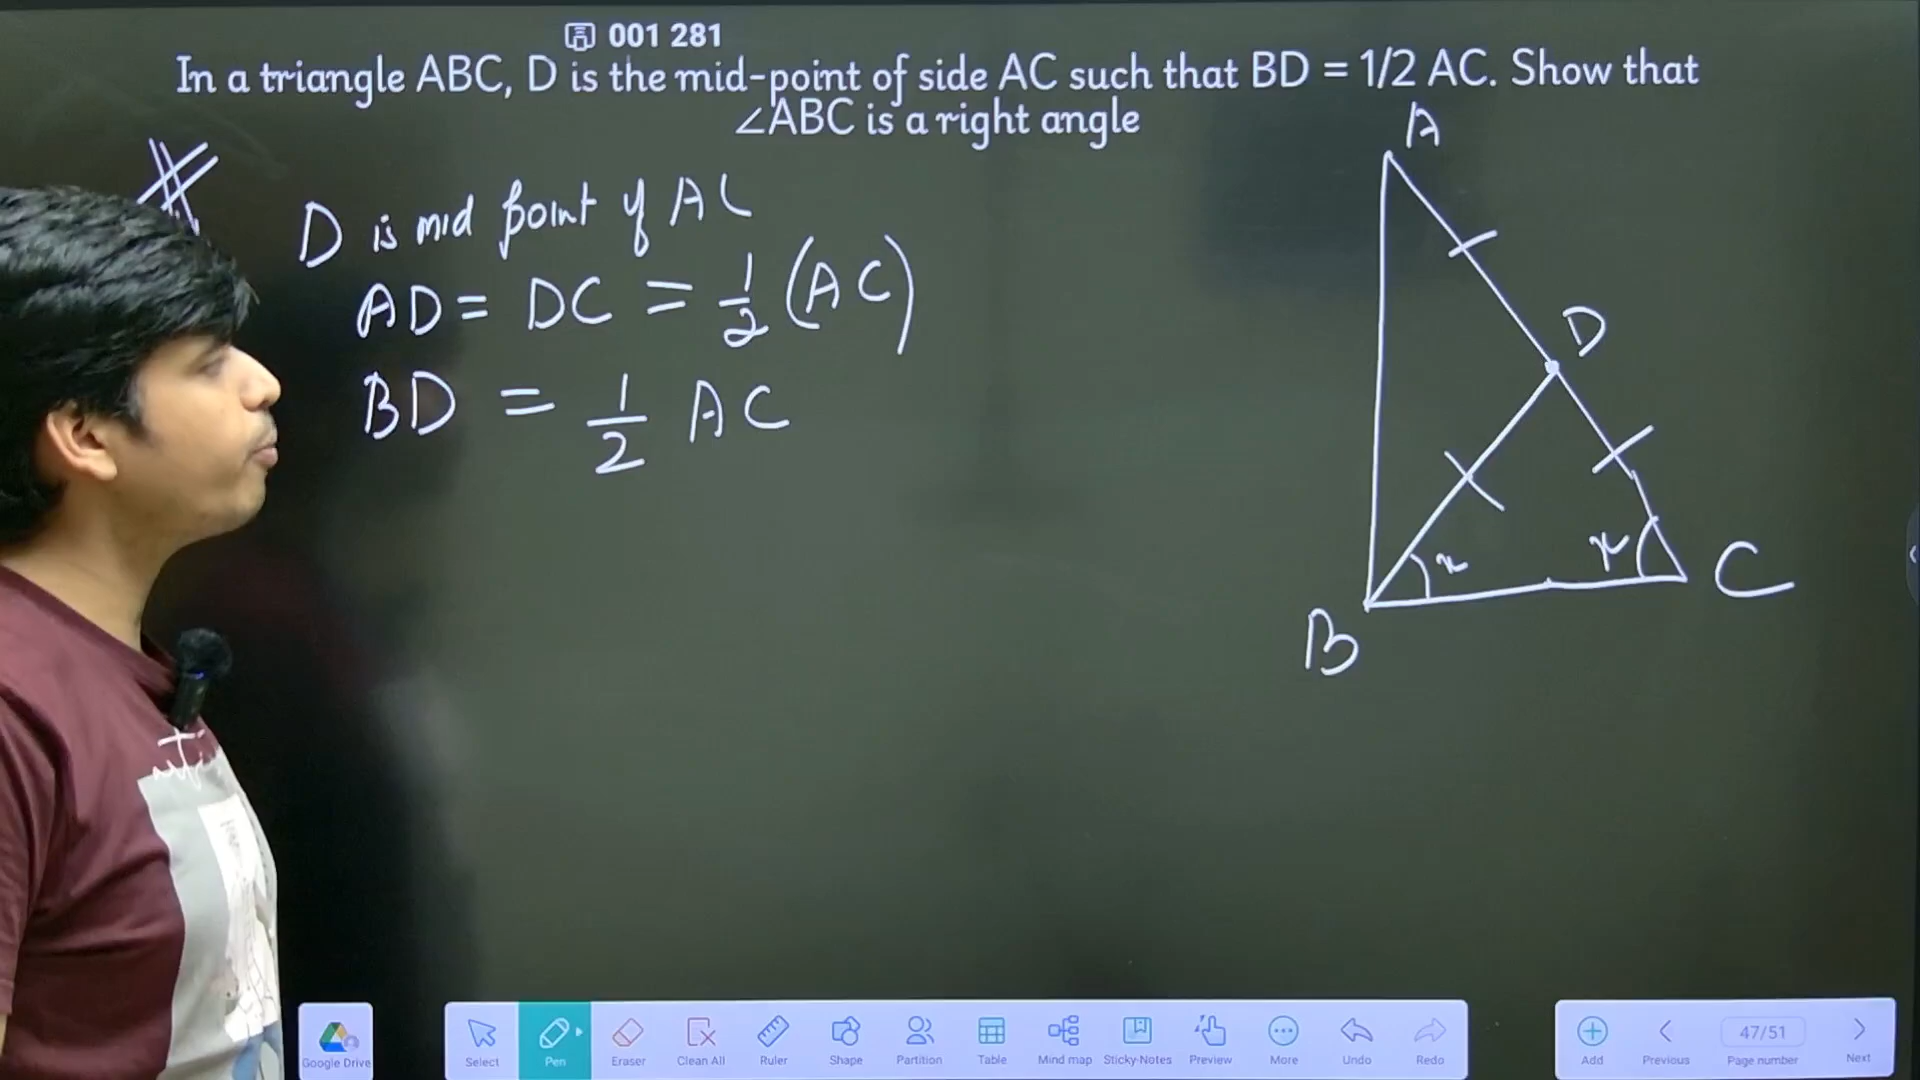 001 281
In a triangle ABC, D is the mid-point of side AC such that BD = 1/2 AC. Show that
∠ABC is a right angle
D is mid point of AC
AD = DC = 1/2 (AC)
BD = 1/2 AC
A
D
x
x
C
B
Google Drive
Select
Pen
Eraser
Clean All
Ruler
Shape
Partition
Table
Mind map
Sticky-Notes
Preview
More
Undo
Redo
Add
Previous
47/51
Page number
Next